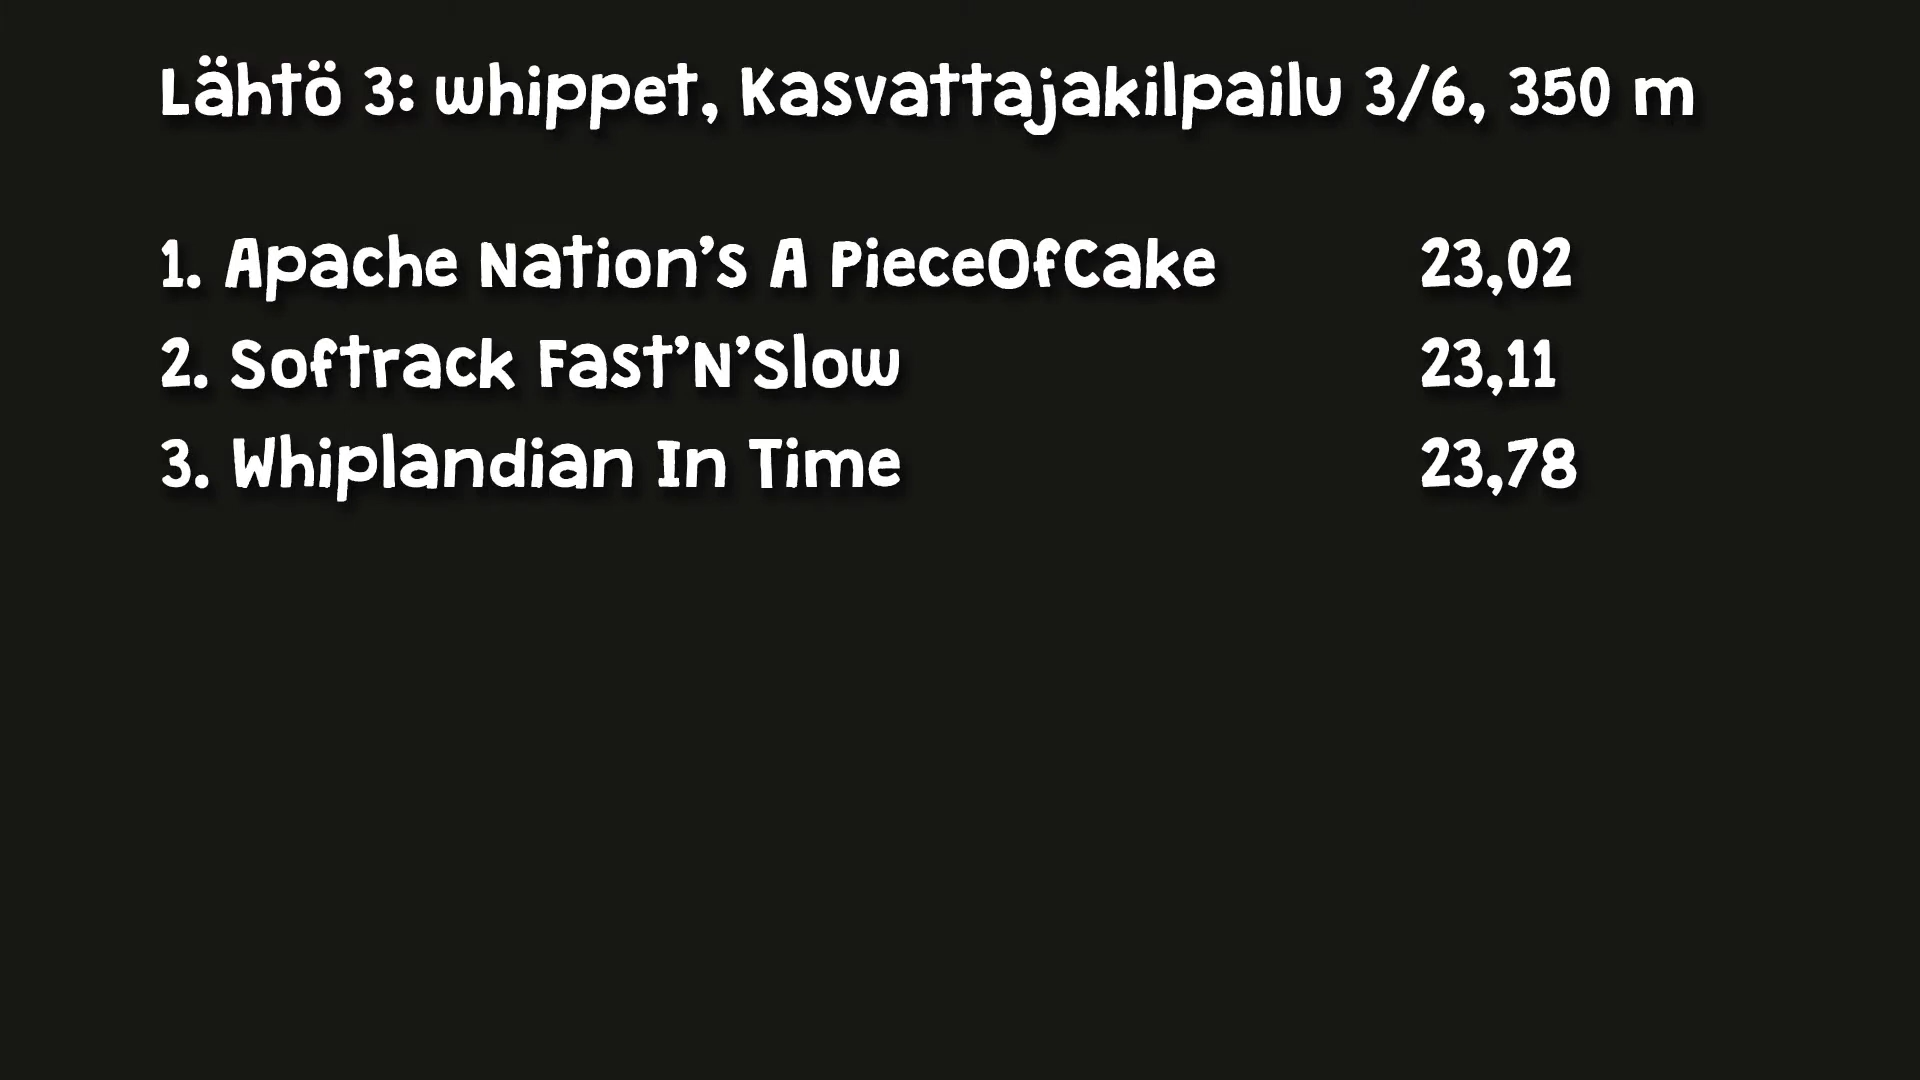 Lähtö 3: whippet, Kasvattajakilpailu 3/6, 350 m
1. Apache Nation's A PieceOfCake 23,02
2. Softrack Fast'N'Slow 23,11
3. Whiplandian In Time 23,78